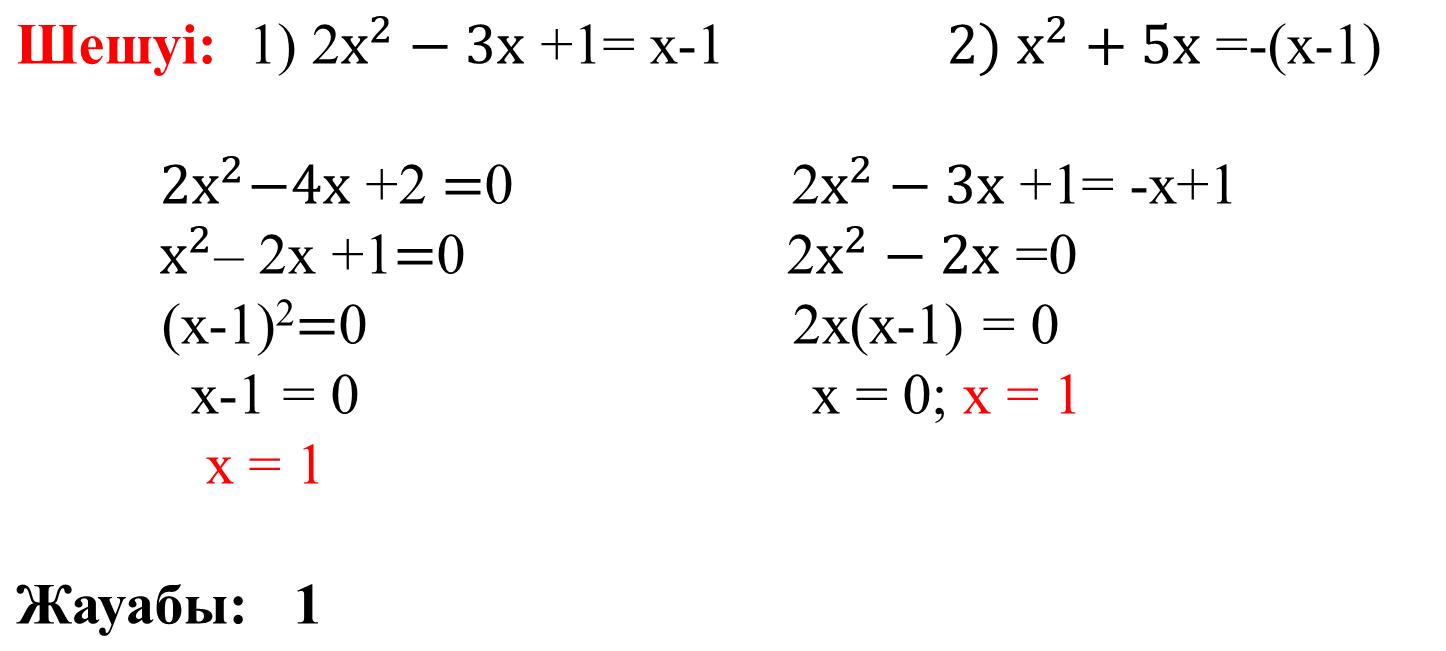 Шешуі: 1) 2x² − 3x +1= x-1 2) x² + 5x =-(x-1)
2x²−4x +2 =0 2x² − 3x +1= -x+1
x²– 2x +1=0 2x² − 2x =0
(x-1)²=0 2x(x-1) = 0
x-1 = 0 x = 0; x = 1
x = 1
Жауабы: 1